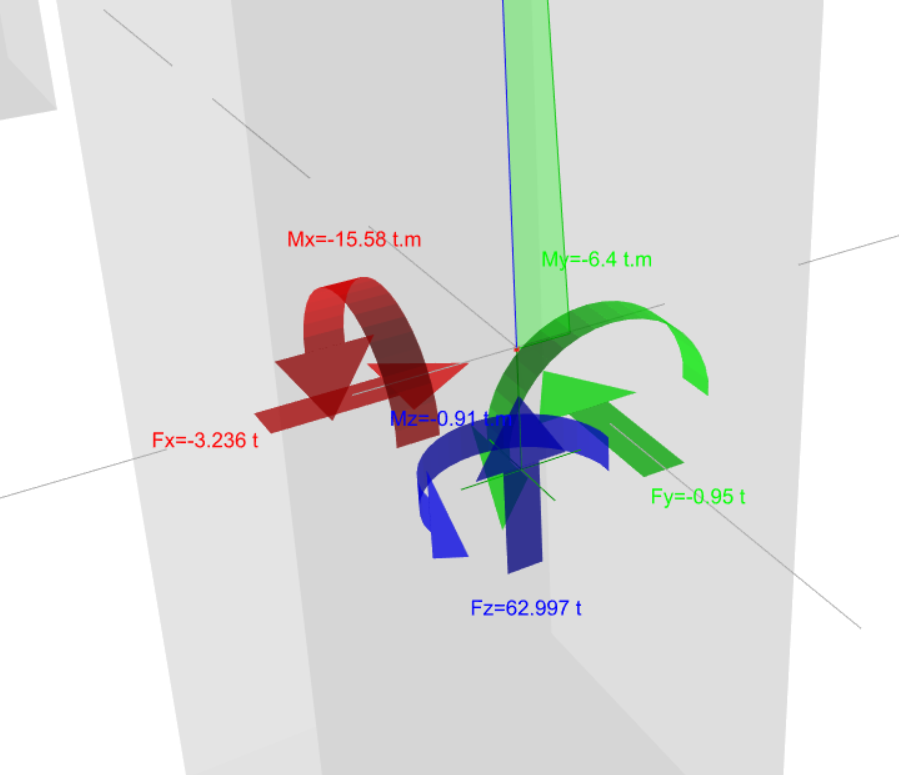 Mx=-15.58 t.m
My=-6.4 t.m
Mz=-0.91 t.m
Fx=-3.236 t
Fy=-0.95 t
Fz=62.997 t